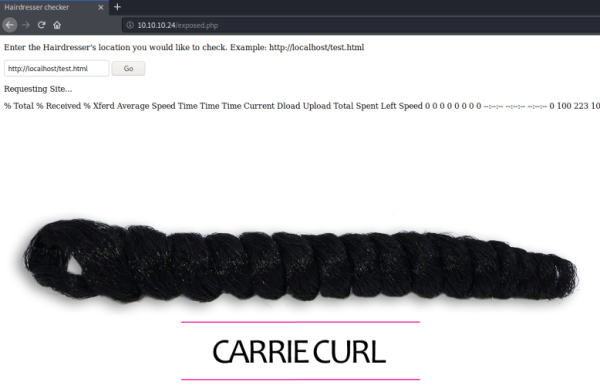 Hairdresser checker
10.10.10.24/exposed.php
Enter the Hairdresser's location you would like to check. Example: http://localhost/test.html
http://localhost/test.html
Go
Requesting Site...
% Total % Received % Xferd Average Speed Time Time Time Current Dload Upload Total Spent Left Speed 0 0 0 0 0 0 0 0 --:--:-- --:--:-- --:--:-- 0 100 223 10
CARRIE CURL